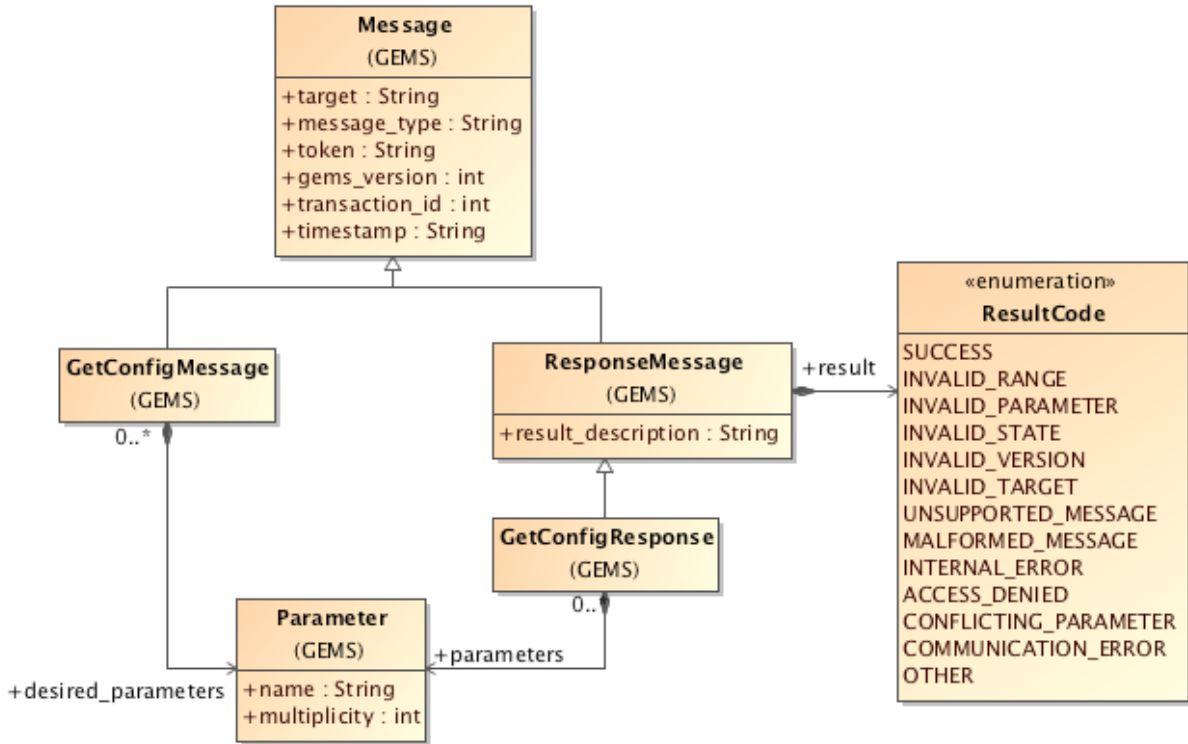 Message
(GEMS)
+target : String
+message_type : String
+token : String
+gems_version : int
+transaction_id : int
+timestamp : String
GetConfigMessage
(GEMS)
0..*
ResponseMessage
(GEMS)
+result_description : String
+result
«enumeration»
ResultCode
SUCCESS
INVALID_RANGE
INVALID_PARAMETER
INVALID_STATE
INVALID_VERSION
INVALID_TARGET
UNSUPPORTED_MESSAGE
MALFORMED_MESSAGE
INTERNAL_ERROR
ACCESS_DENIED
CONFLICTING_PARAMETER
COMMUNICATION_ERROR
OTHER
GetConfigResponse
(GEMS)
0..
Parameter
(GEMS)
+name : String
+multiplicity : int
+parameters
+desired_parameters